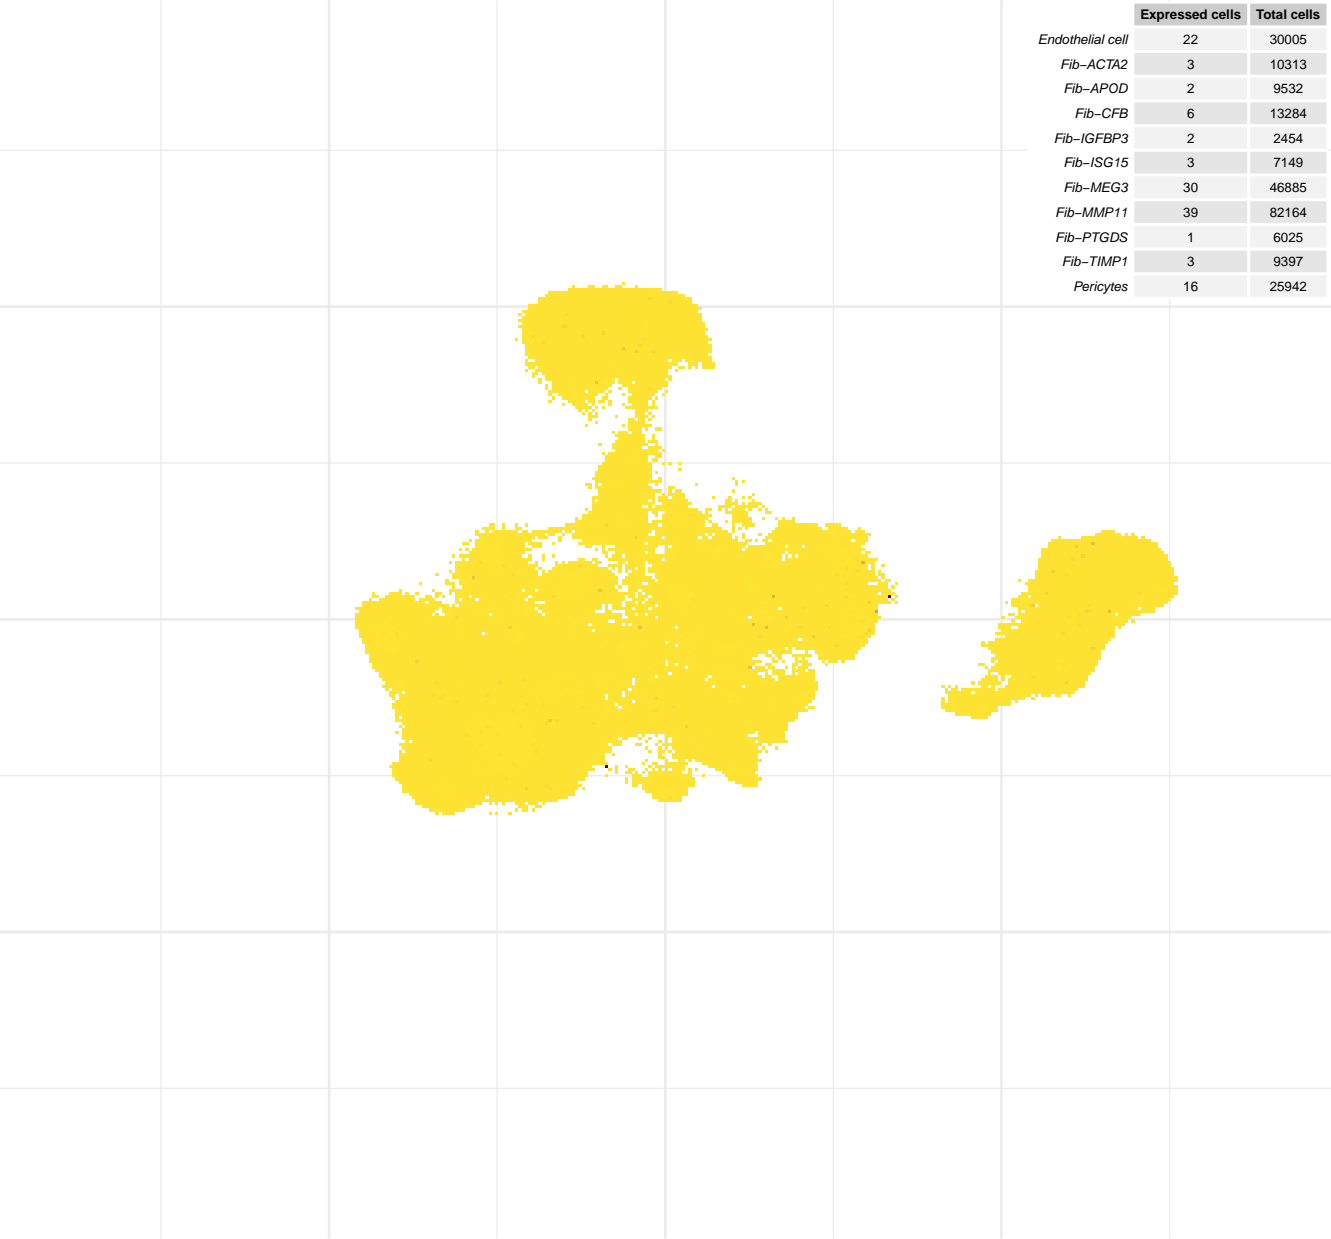 Expressed cells Total cells
Endothelial cell 22 30005
Fib−ACTA2 3 10313
Fib−APOD 2 9532
Fib−CFB 6 13284
Fib−IGFBP3 2 2454
Fib−ISG15 3 7149
Fib−MEG3 30 46885
Fib−MMP11 39 82164
Fib−PTGDS 1 6025
Fib−TIMP1 3 9397
Pericytes 16 25942